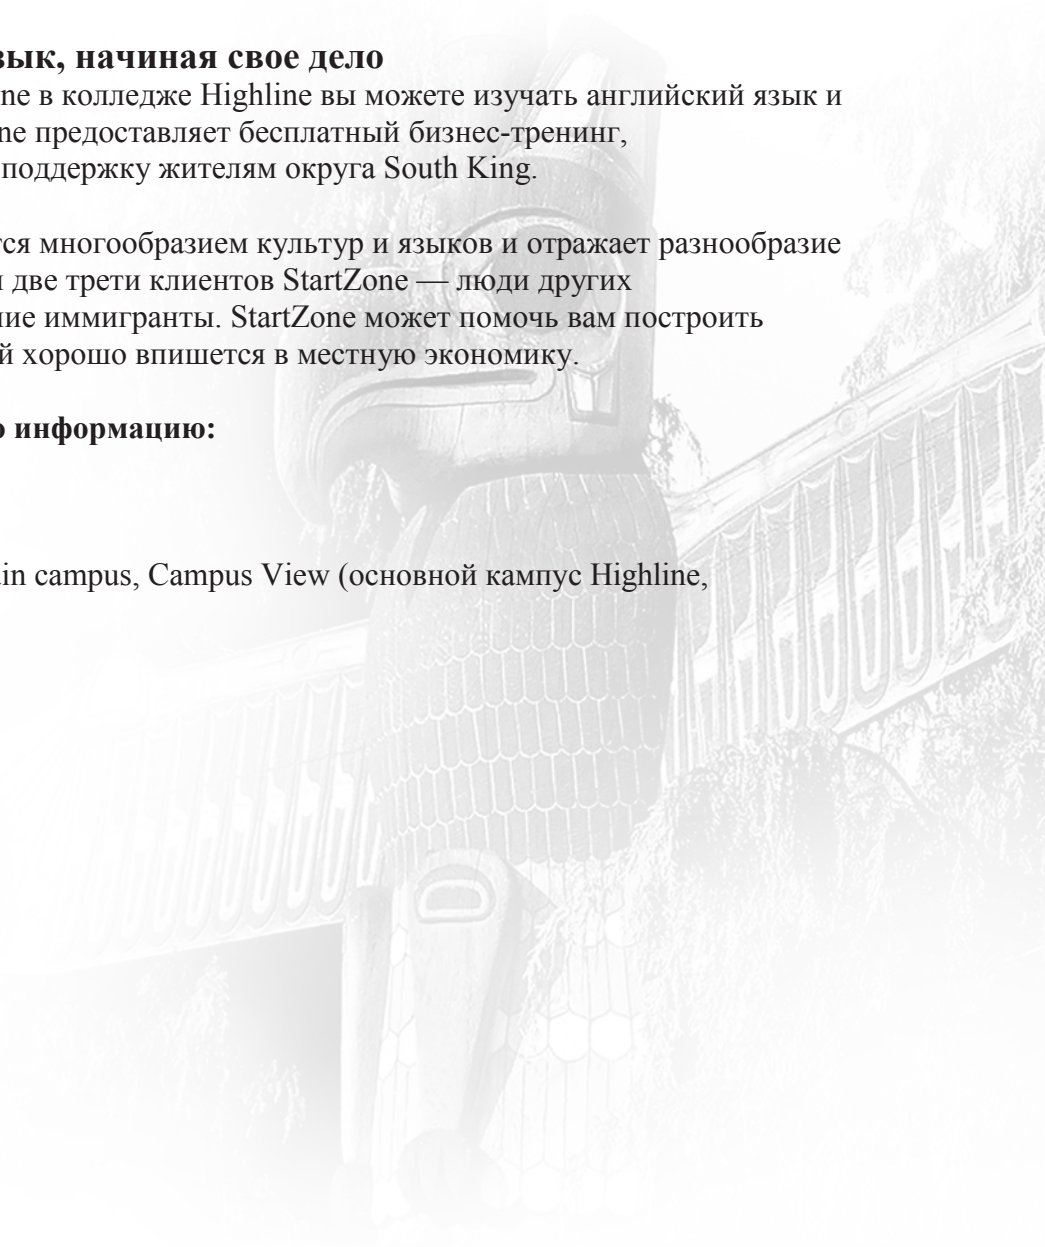 зык, начиная свое дело
ne в колледже Highline вы можете изучать английский язык и
ne предоставляет бесплатный бизнес-тренинг,
поддержку жителям округа South King.
тся многообразием культур и языков и отражает разнообразие
и две трети клиентов StartZone — люди других
ние иммигранты. StartZone может помочь вам построить
й хорошо впишется в местную экономику.
ю информацию:
in campus, Campus View (основной кампус Highline,